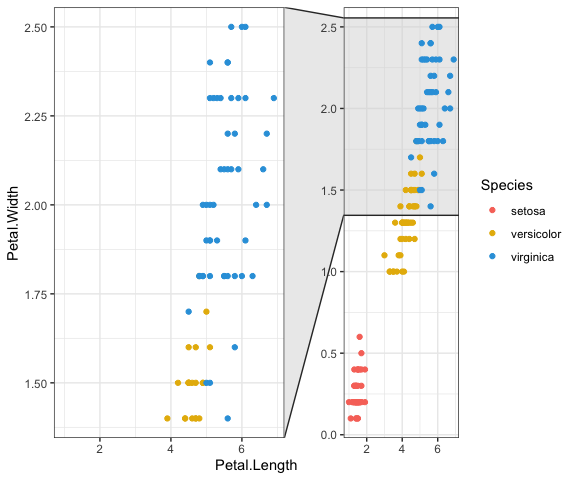 Petal.Width
2.50
2.25
2.00
1.75
1.50
2 4 6
2.5
2.0
1.5
1.0
0.5
0.0
2 4 6
Petal.Length
Species
setosa
versicolor
virginica